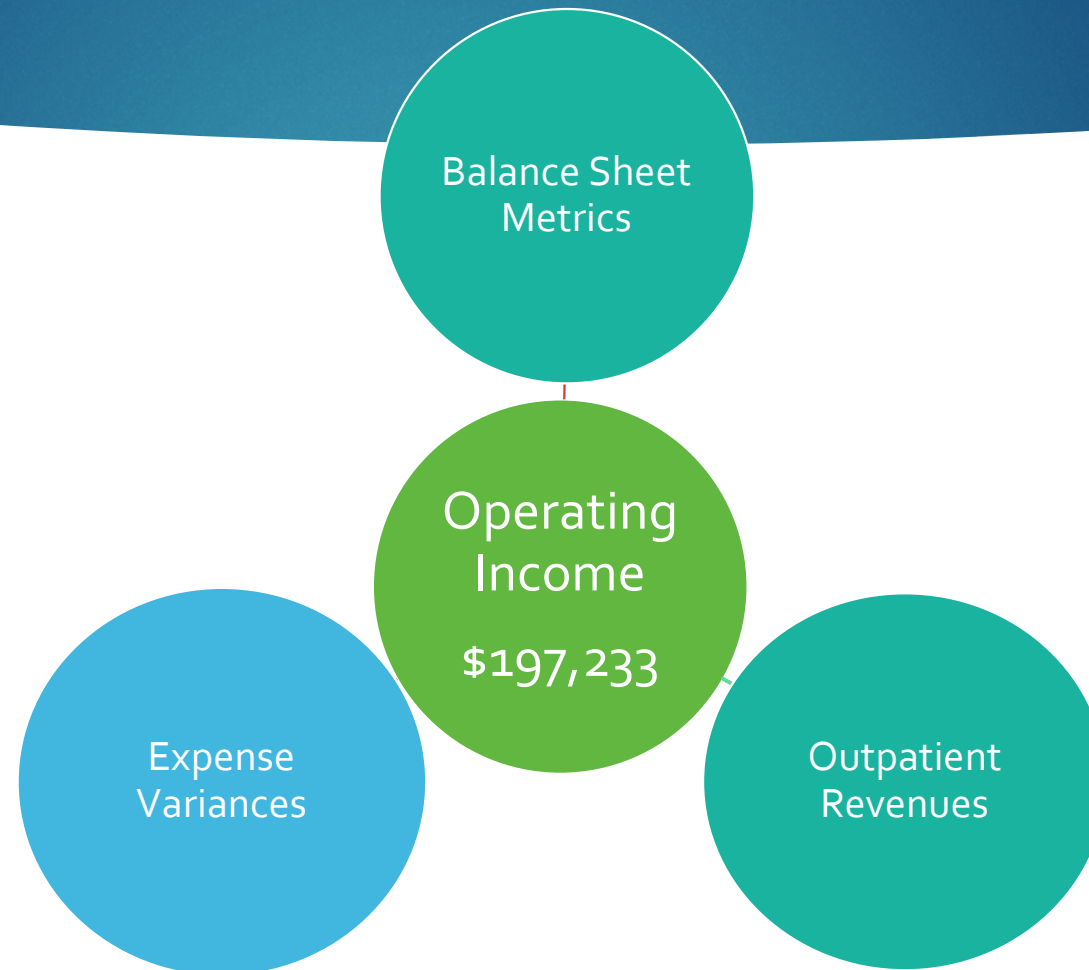 Balance Sheet
Metrics
Operating
Income
$197,233
Expense
Variances
Outpatient
Revenues